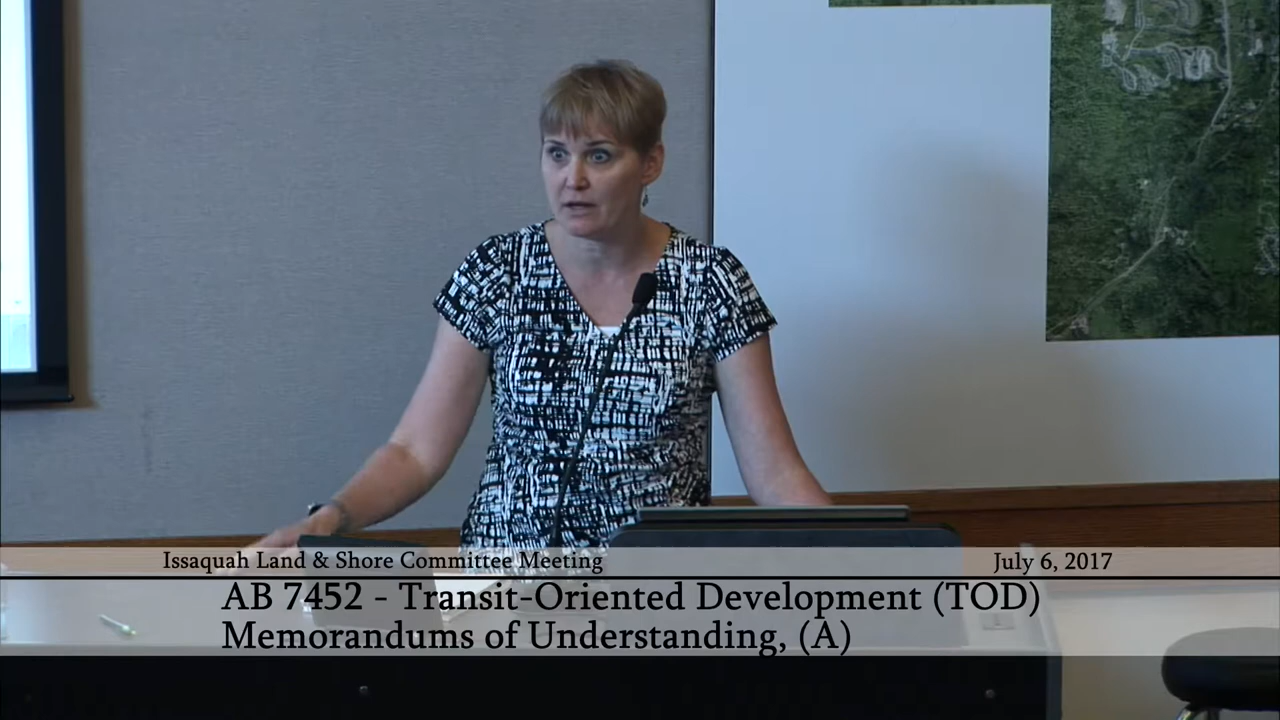 Issaquah Land & Shore Committee Meeting July 6, 2017
AB 7452 - Transit-Oriented Development (TOD)
Memorandums of Understanding, (A)